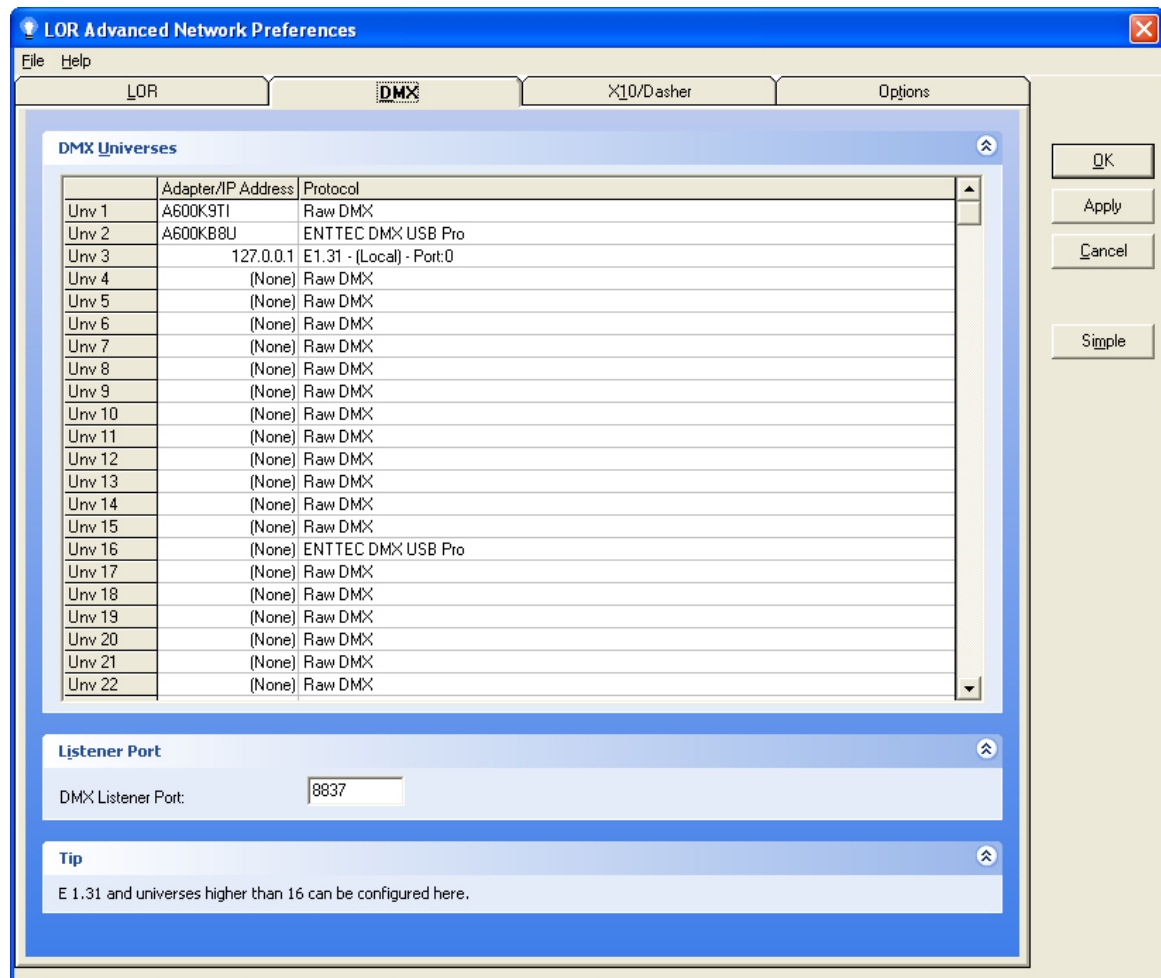 LOR Advanced Network Preferences
File Help
LOR DMX X10/Dasher Options
DMX Universes
Adapter/IP Address Protocol
Unv 1 A600K9TI Raw DMX
Unv 2 A600KB8U ENTTEC DMX USB Pro
Unv 3 127.0.0.1 E1.31 - (Local) - Port:0
Unv 4 (None) Raw DMX
Unv 5 (None) Raw DMX
Unv 6 (None) Raw DMX
Unv 7 (None) Raw DMX
Unv 8 (None) Raw DMX
Unv 9 (None) Raw DMX
Unv 10 (None) Raw DMX
Unv 11 (None) Raw DMX
Unv 12 (None) Raw DMX
Unv 13 (None) Raw DMX
Unv 14 (None) Raw DMX
Unv 15 (None) Raw DMX
Unv 16 (None) ENTTEC DMX USB Pro
Unv 17 (None) Raw DMX
Unv 18 (None) Raw DMX
Unv 19 (None) Raw DMX
Unv 20 (None) Raw DMX
Unv 21 (None) Raw DMX
Unv 22 (None) Raw DMX
Listener Port
DMX Listener Port: 8837
Tip
E 1.31 and universes higher than 16 can be configured here.
OK
Apply
Cancel
Simple